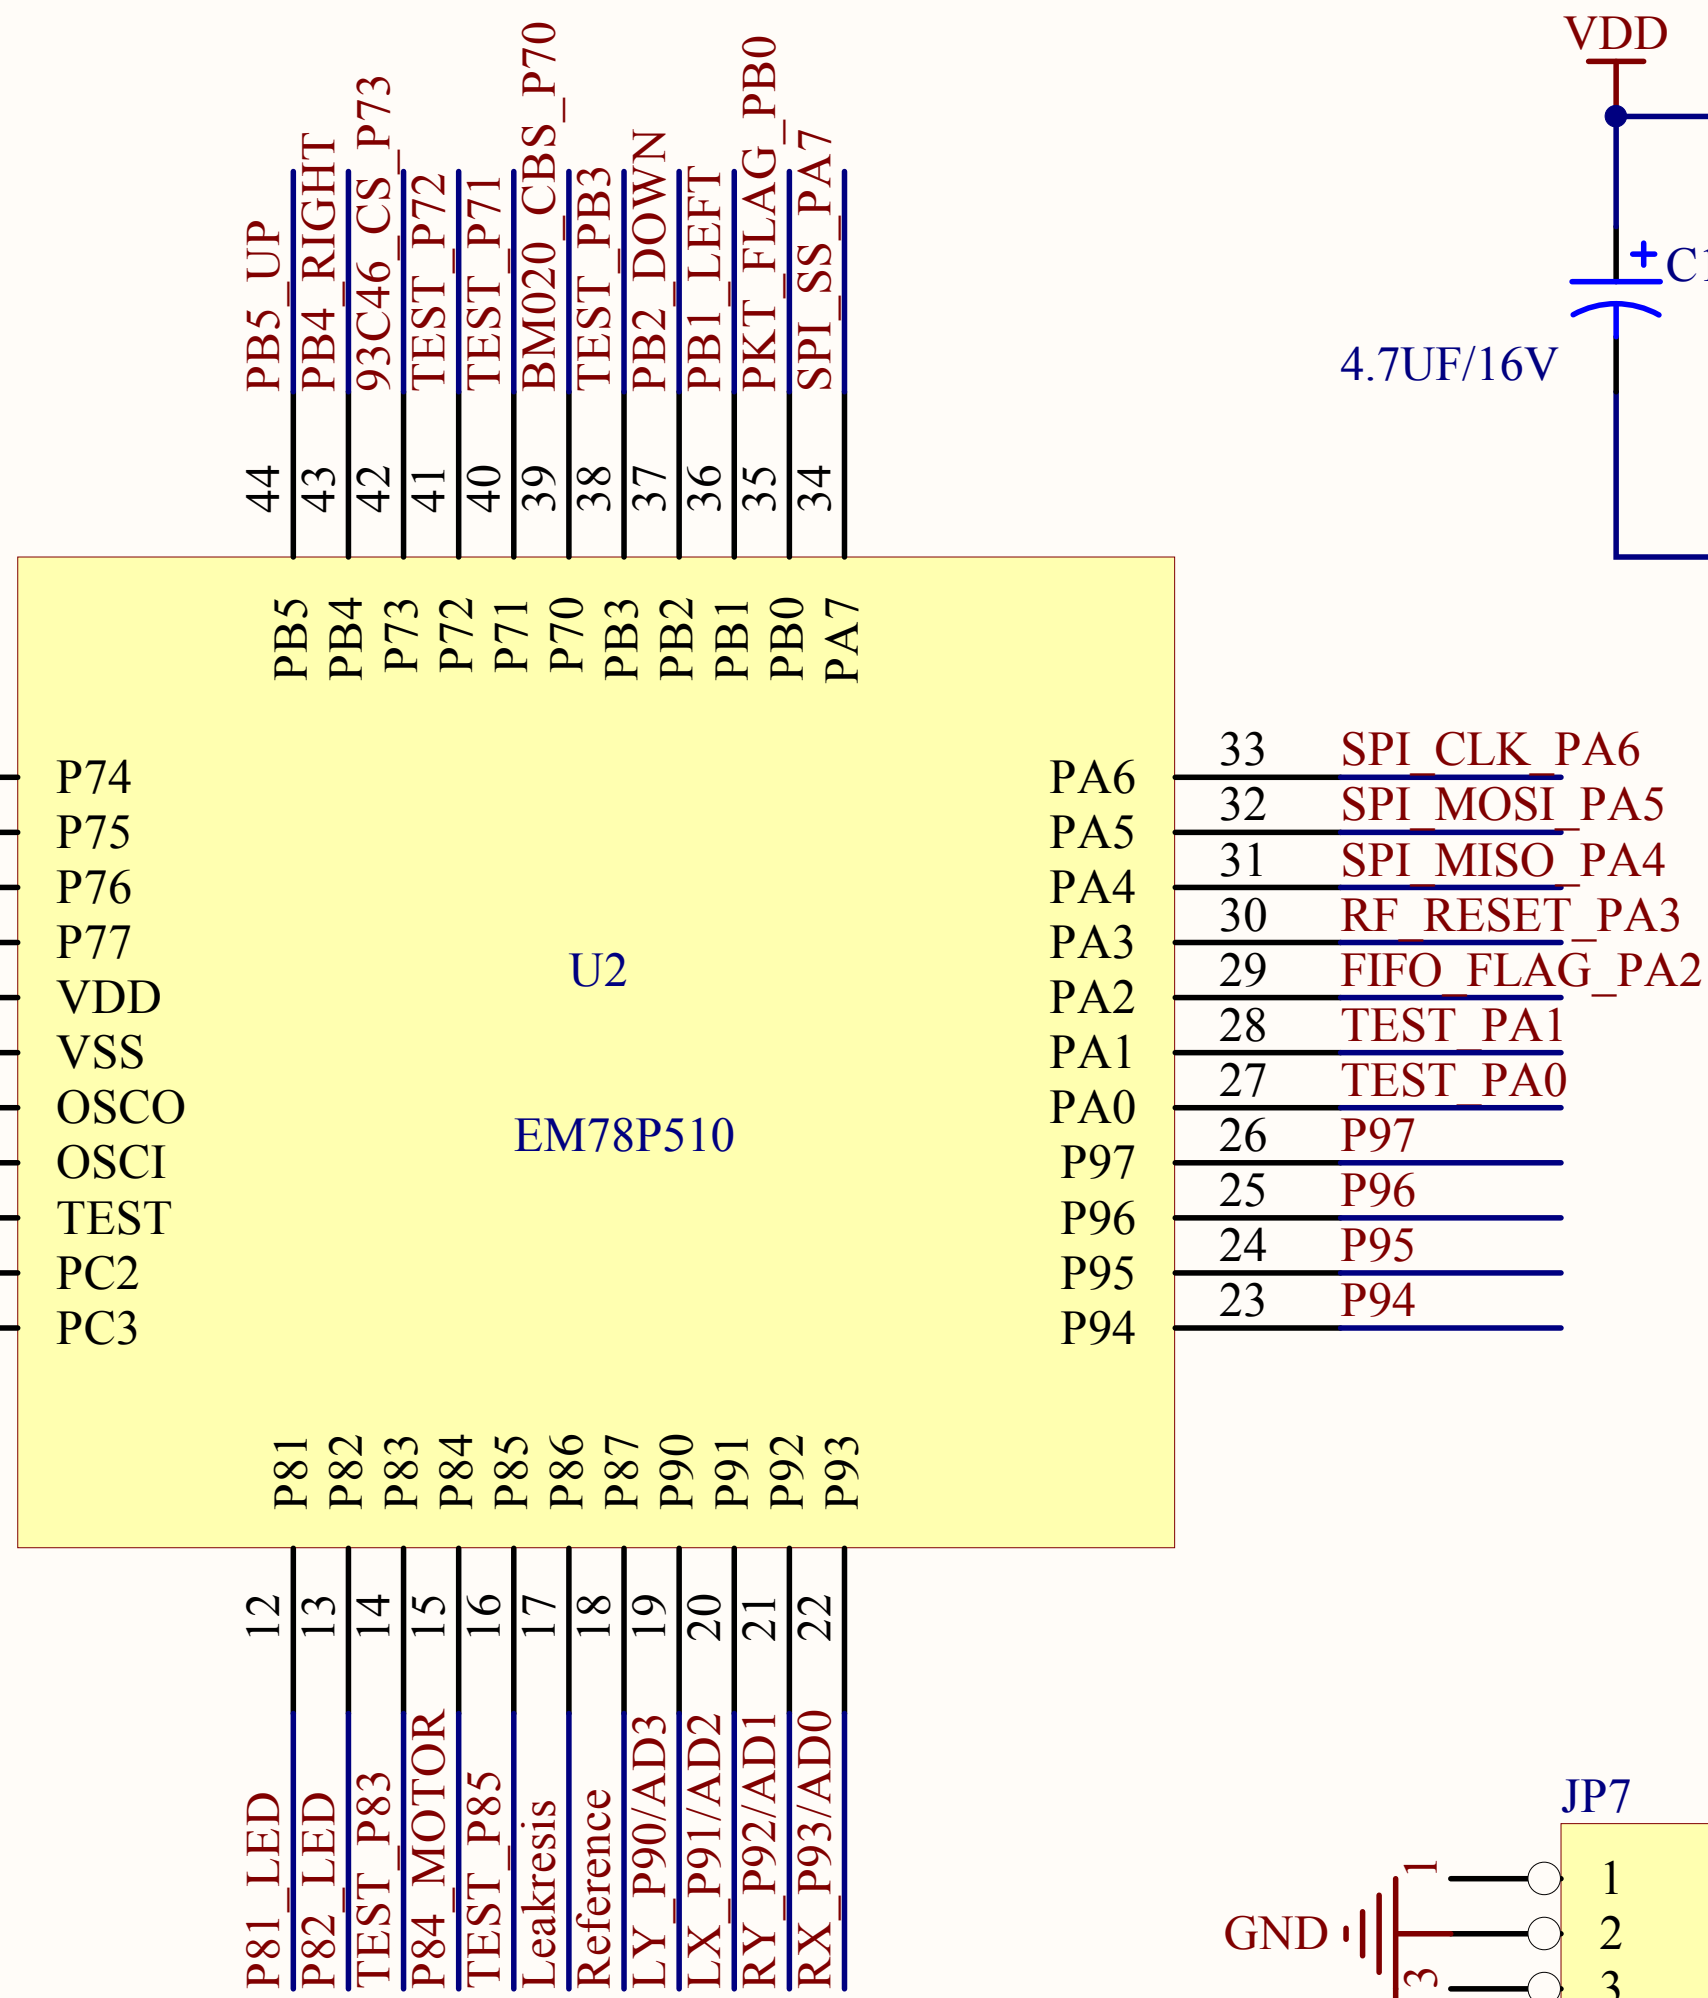 VDD
C1
4.7UF/16V
PB5_UP
PB4_RIGHT
93C46_CS_P73
TEST_P72
TEST_P71
BM020_CBS_P70
TEST_PB3
PB2_DOWN
PB1_LEFT
PKT_FLAG_PB0
SPI_SS_PA7
44
43
42
41
40
39
38
37
36
35
34
PB5
PB4
P73
P72
P71
P70
PB3
PB2
PB1
PB0
PA7
P74
P75
P76
P77
VDD
VSS
OSCO
OSCI
TEST
PC2
PC3
U2
EM78P510
PA6 33 SPI_CLK_PA6
PA5 32 SPI_MOSI_PA5
PA4 31 SPI_MISO_PA4
PA3 30 RF_RESET_PA3
PA2 29 FIFO_FLAG_PA2
PA1 28 TEST_PA1
PA0 27 TEST_PA0
P97 26 P97
P96 25 P96
P95 24 P95
P94 23 P94
P81
P82
P83
P84
P85
P86
P87
P90
P91
P92
P93
12
13
14
15
16
17
18
19
20
21
22
P81_LED
P82_LED
TEST_P83
P84_MOTOR
TEST_P85
Leakresis
Reference
LY_P90/AD3
LX_P91/AD2
RY_P92/AD1
RX_P93/AD0
JP7
1 1
GND 2
3 3